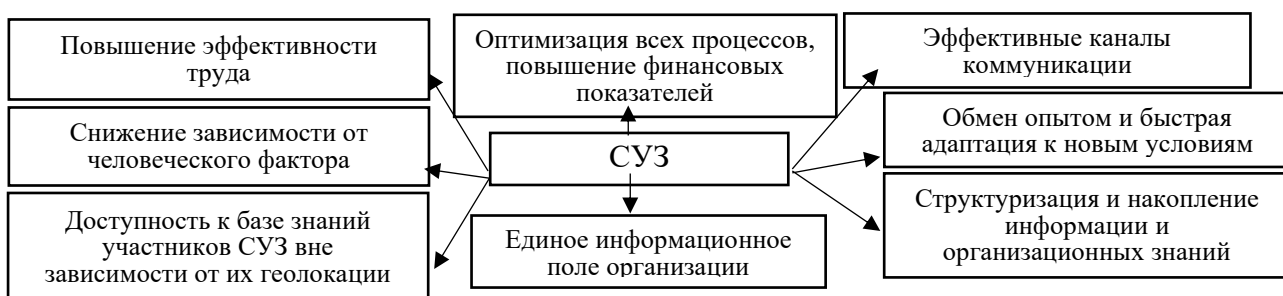 Повышение эффективности
труда
Снижение зависимости от
человеческого фактора
Доступность к базе знаний
участников СУЗ вне
зависимости от их геолокации
Оптимизация всех процессов,
повышение финансовых
показателей
СУЗ
Единое информационное
поле организации
Эффективные каналы
коммуникации
Обмен опытом и быстрая
адаптация к новым условиям
Структуризация и накопление
информации и
организационных знаний